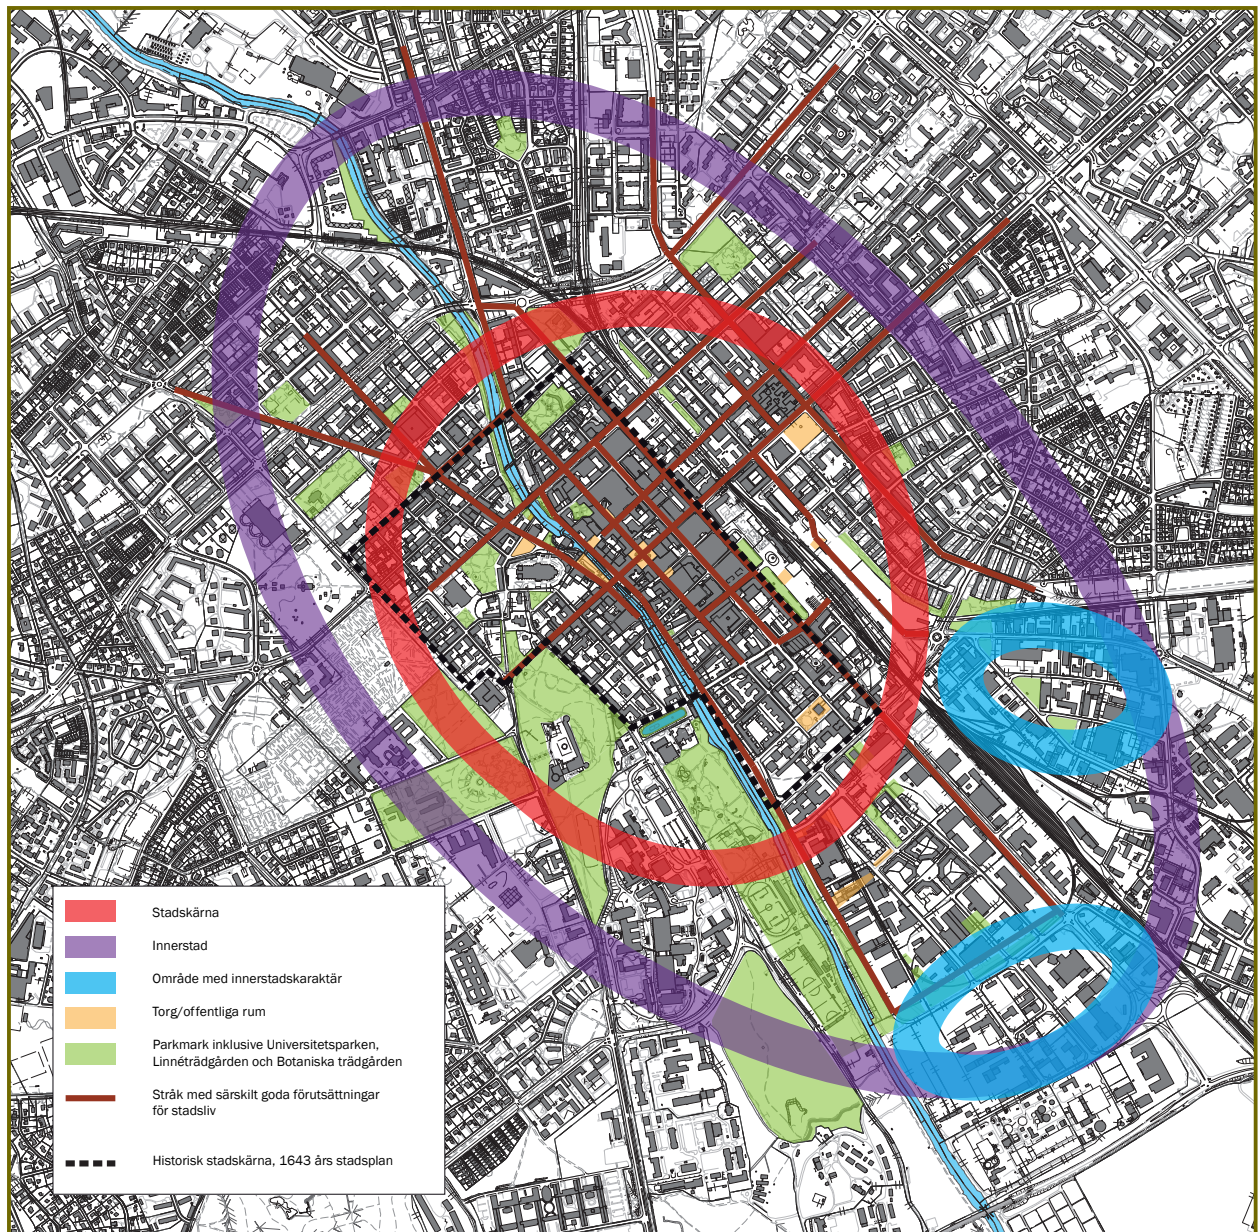 Stadskärna
Innerstad
Område med innerstadskaraktär
Torg/offentliga rum
Parkmark inklusive Universitetsparken,
Linnéträdgården och Botaniska trädgården
Stråk med särskilt goda förutsättningar
för stadsliv
Historisk stadskärna, 1643 års stadsplan